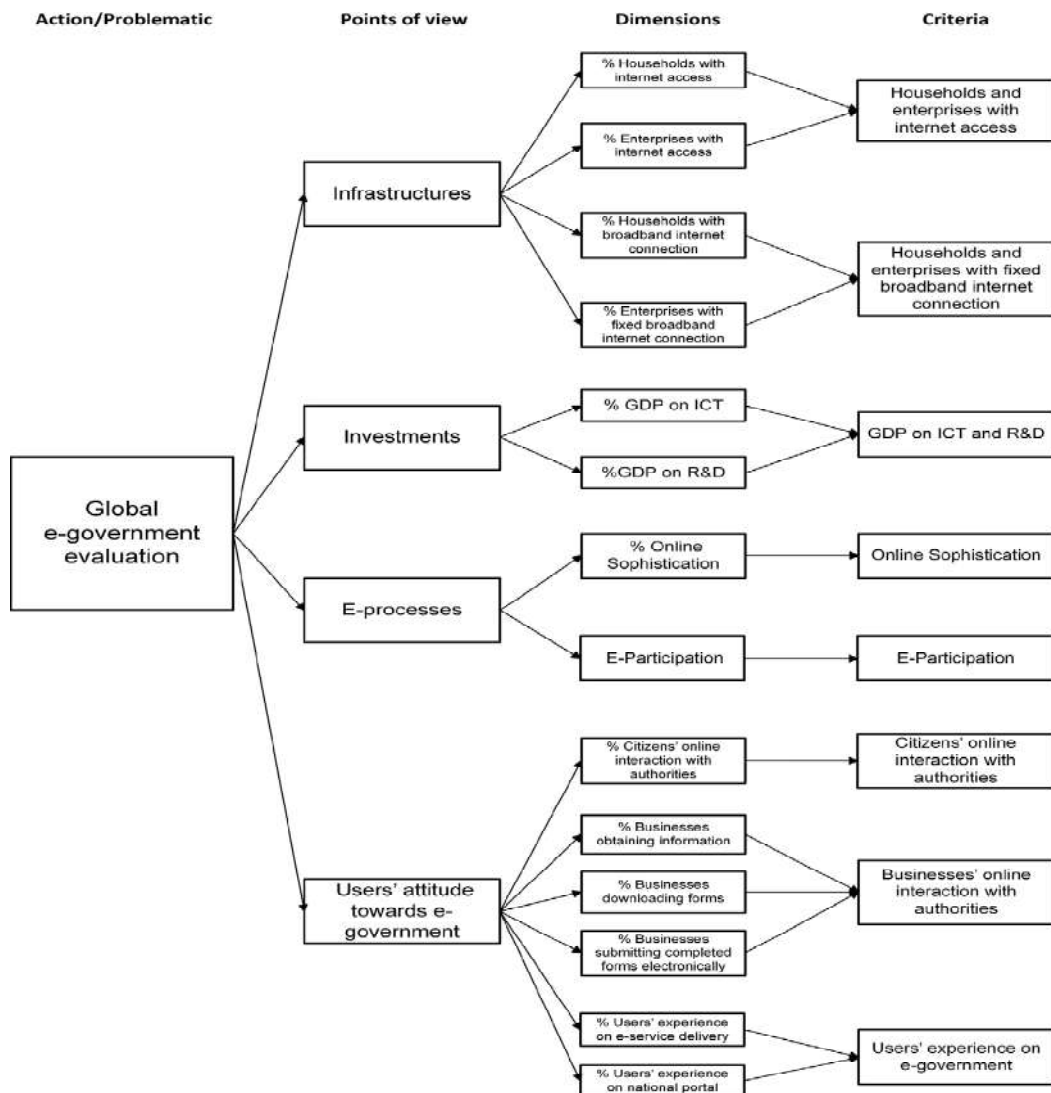 Action/Problematic
Points of view
Dimensions
Criteria
% Households with
internet access
Households and
enterprises with
internet access
% Enterprises with
internet access
Infrastructures
% Households with
broadband internet
connection
Households and
enterprises with fixed
broadband internet
connection
% Enterprises with
fixed broadband
internet connection
% GDP on ICT
Investments
GDP on ICT and R&D
%GDP on R&D
Global
e-government
evaluation
% Online
Sophistication
Online Sophistication
E-processes
E-Participation
E-Participation
% Citizens' online
interaction with
authorities
Citizens' online
interaction with
authorities
% Businesses
obtaining information
Users' attitude
towards e-
government
% Businesses
downloading forms
Businesses' online
interaction with
authorities
% Businesses
submitting completed
forms electronically
% Users' experience
on e-service delivery
Users' experience on
e-government
% Users' experience
on national portal